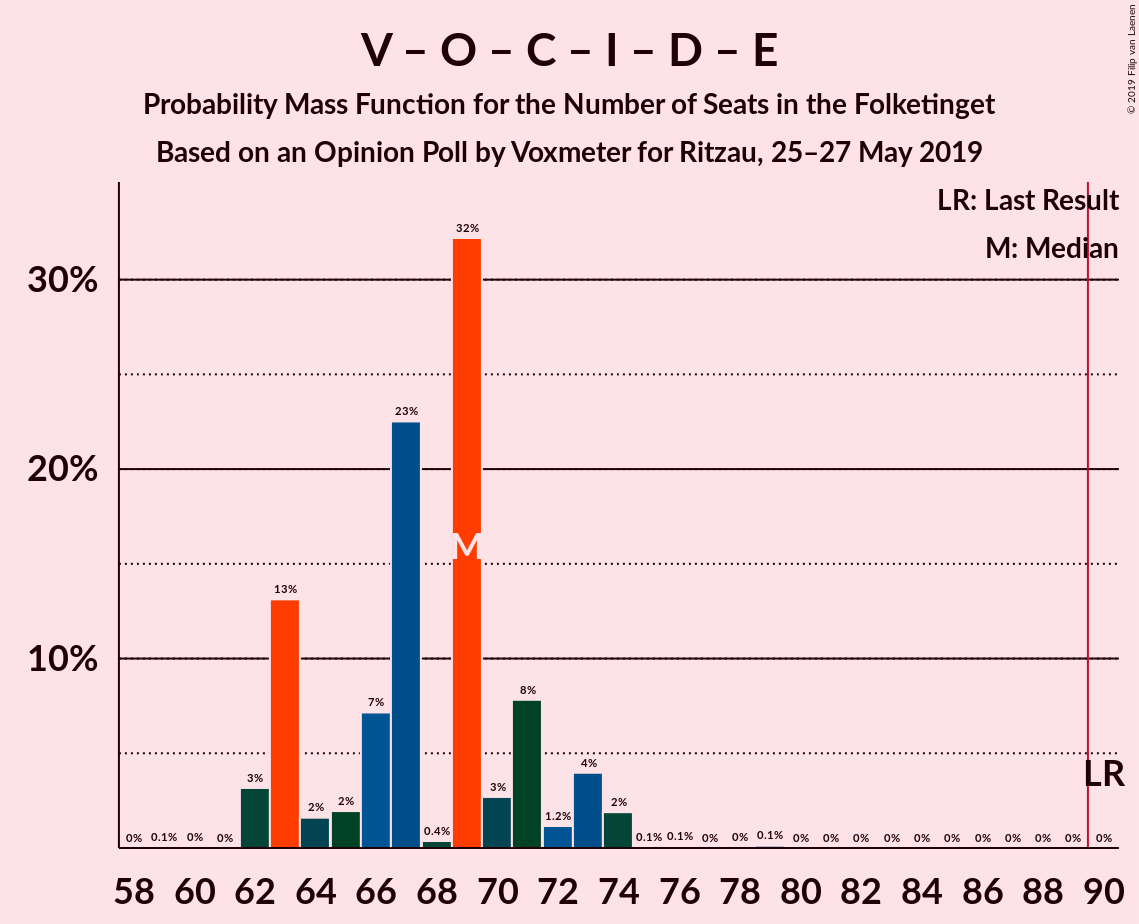 V – O – C – I – D – E
Probability Mass Function for the Number of Seats in the Folketinget
Based on an Opinion Poll by Voxmeter for Ritzau, 25–27 May 2019
© 2019 Filip van Laenen
LR: Last Result
M: Median
30%
20%
10%
0% 0.1% 0% 0% 3% 13% 2% 2% 7% 23% 0.4% 32% 3% 8% 1.2% 4% 2% 0.1% 0.1% 0% 0% 0.1% 0% 0% 0% 0% 0% 0% 0% 0% 0% 0% 0%
M
LR
58 60 62 64 66 68 70 72 74 76 78 80 82 84 86 88 90